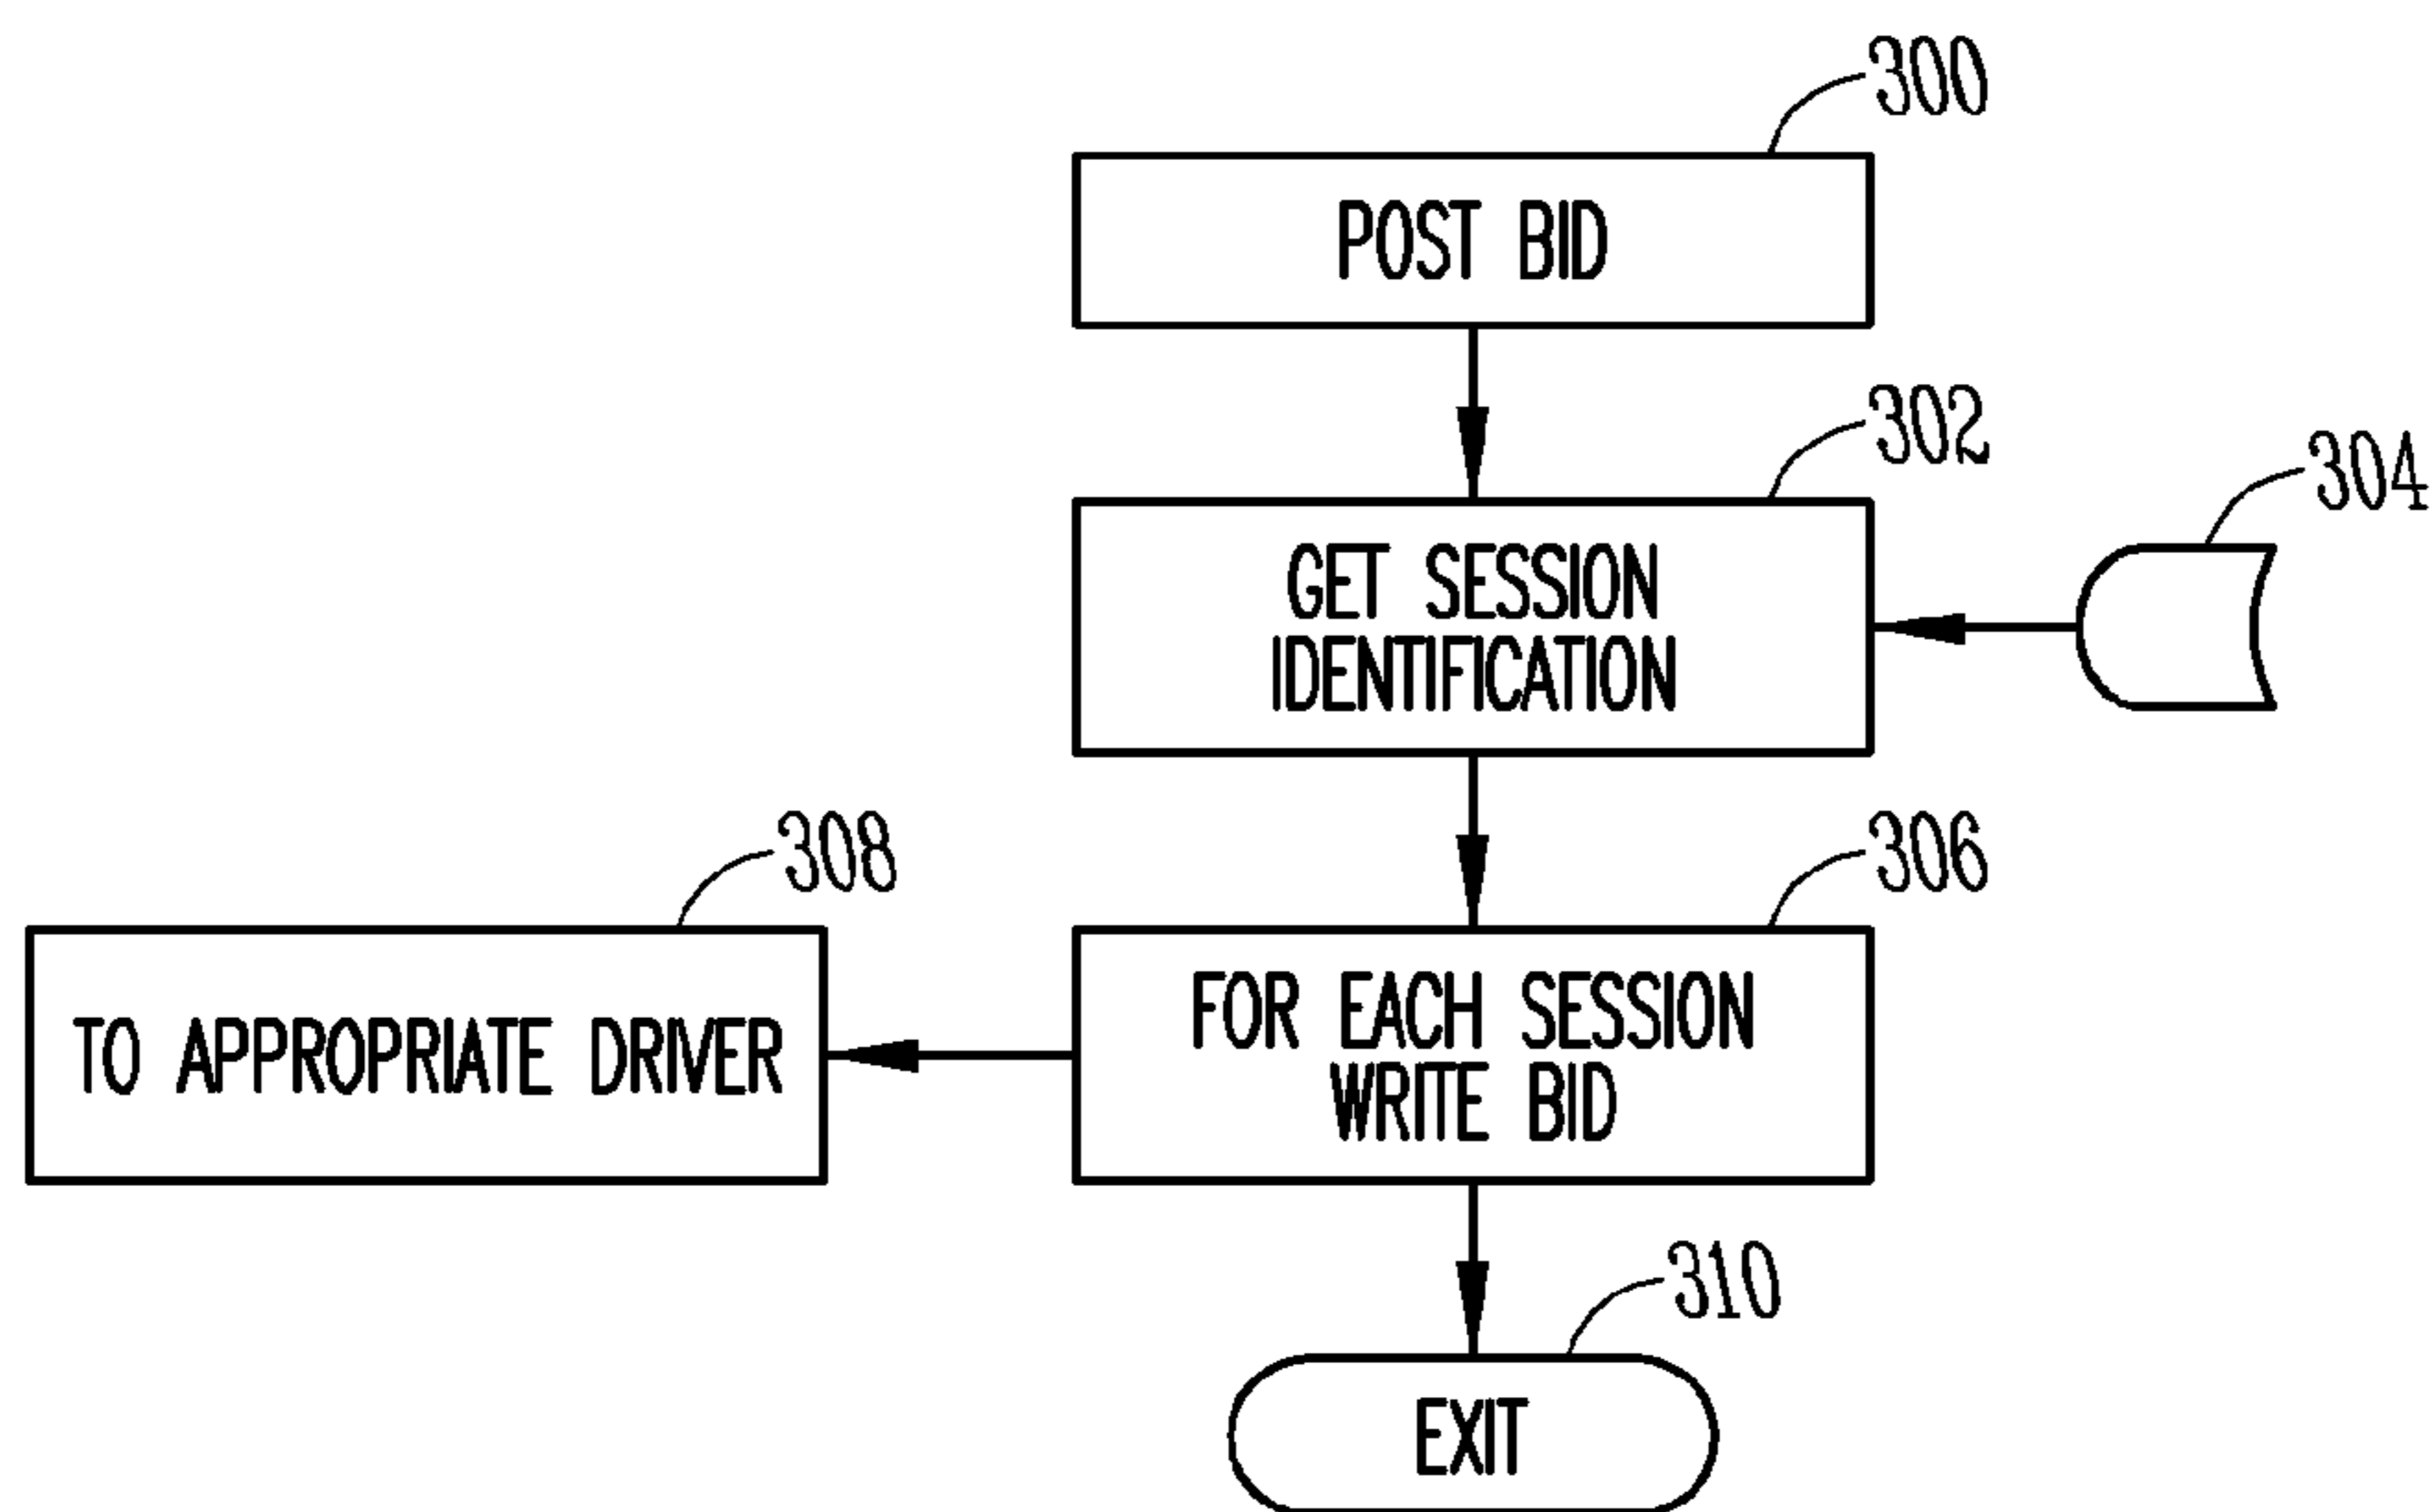 300
POST BID
302
304
GET SESSION
IDENTIFICATION
308
306
TO APPROPRIATE DRIVER
FOR EACH SESSION
WRITE BID
310
EXIT